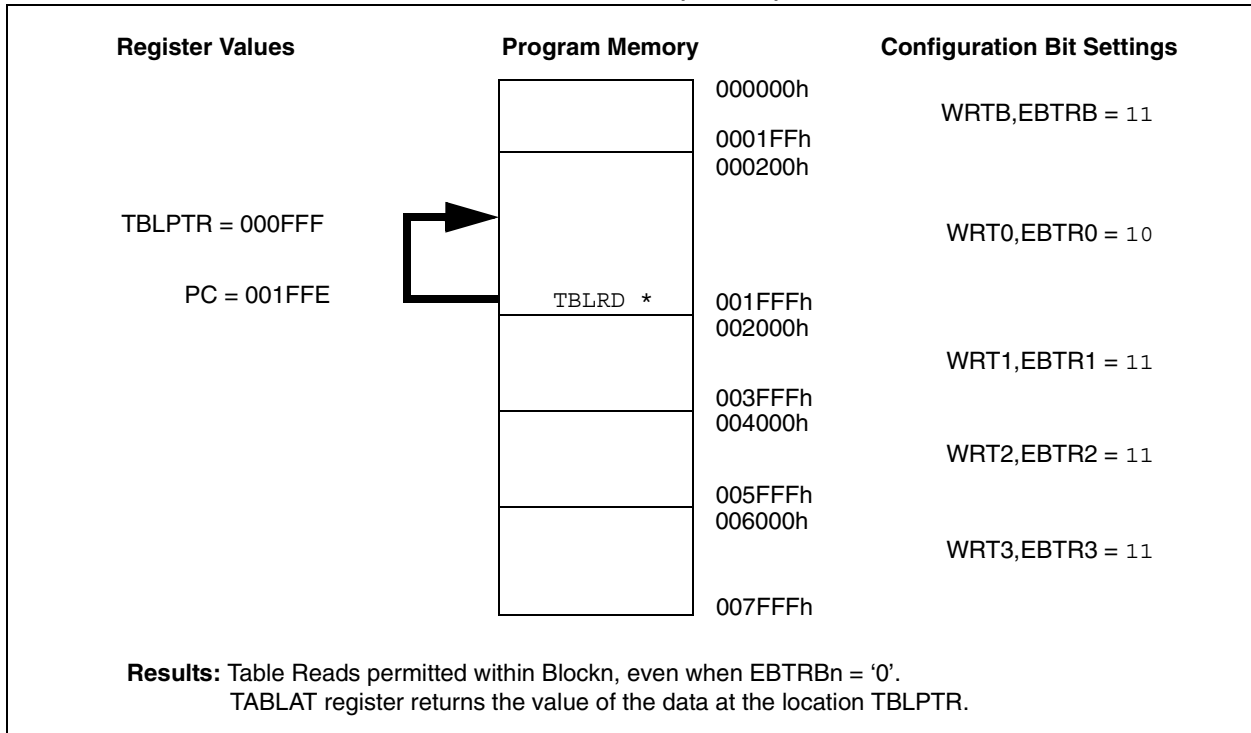 Register Values Program Memory Configuration Bit Settings
000000h
WRTB,EBTRB = 11
0001FFh
000200h
TBLPTR = 000FFF
WRT0,EBTR0 = 10
PC = 001FFE
TBLRD *
001FFFh
002000h
WRT1,EBTR1 = 11
003FFFh
004000h
WRT2,EBTR2 = 11
005FFFh
006000h
WRT3,EBTR3 = 11
007FFFh
Results: Table Reads permitted within Blockn, even when EBTRBn = ‘0’.
TABLAT register returns the value of the data at the location TBLPTR.